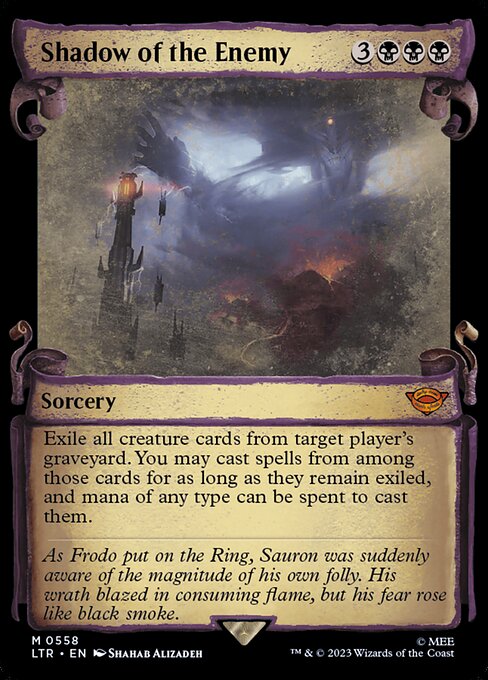 Shadow of the Enemy 3
Sorcery
Exile all creature cards from target player's
graveyard. You may cast spells from among
those cards for as long as they remain exiled,
and mana of any type can be spent to cast
them.
As Frodo put on the Ring, Sauron was suddenly
aware of the magnitude of his own folly. His
wrath blazed in consuming flame, but his fear rose
like black smoke.
M 0558
LTR • EN Shahab Alizadeh
© MEE
™ & © 2023 Wizards of the Coast